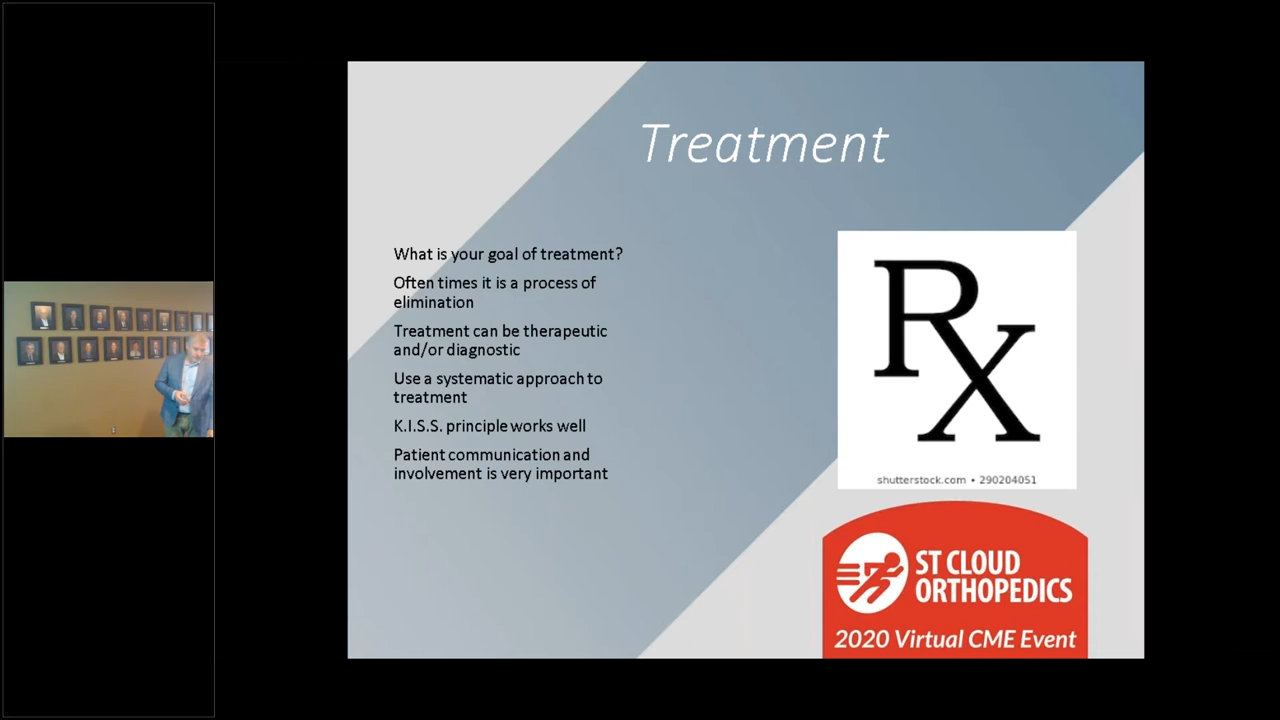 Treatment
What is your goal of treatment?
Often times it is a process of
elimination
Treatment can be therapeutic
and/or diagnostic
Use a systematic approach to
treatment
K.I.S.S. principle works well
Patient communication and
involvement is very important
RX
shutterstock.com • 290204051
ST CLOUD
ORTHOPEDICS
2020 Virtual CME Event